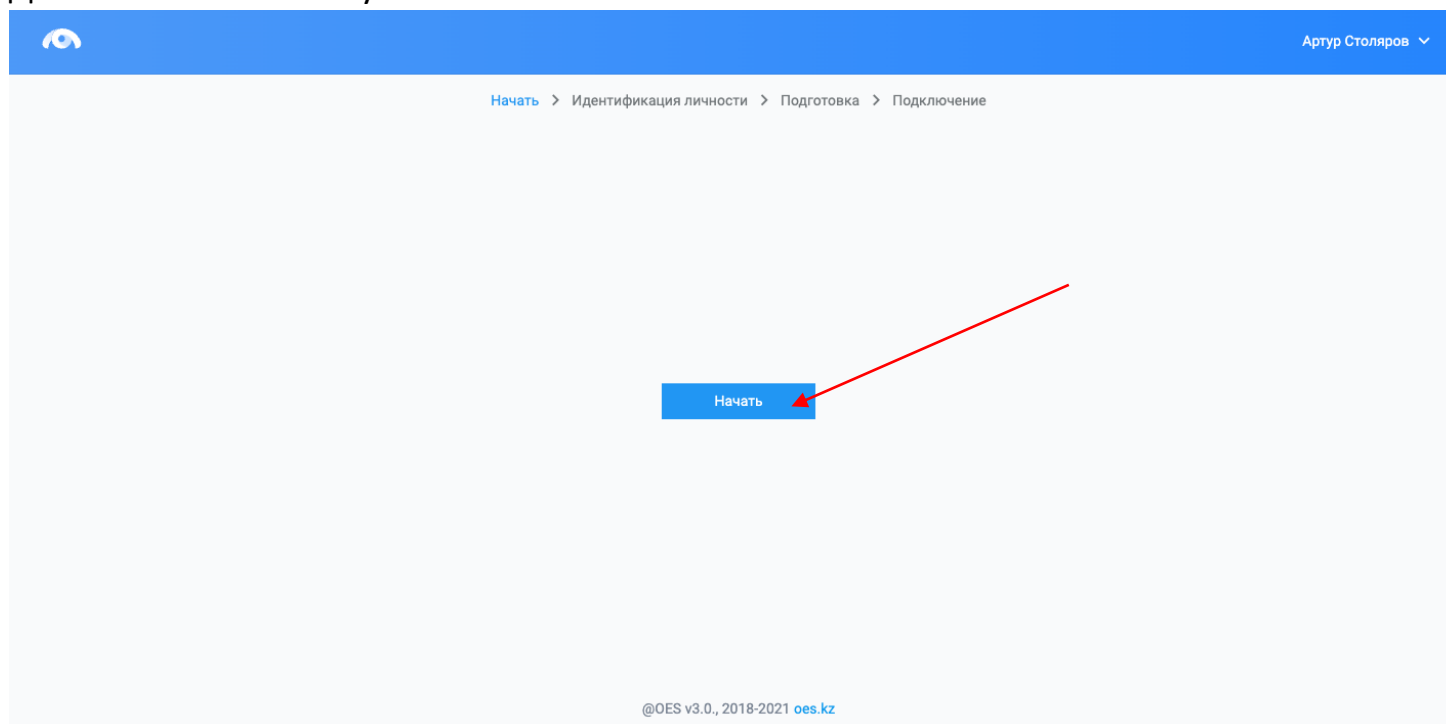 Артур Столяров
Начать > Идентификация личности > Подготовка > Подключение
Начать
@OES v3.0., 2018-2021 oes.kz